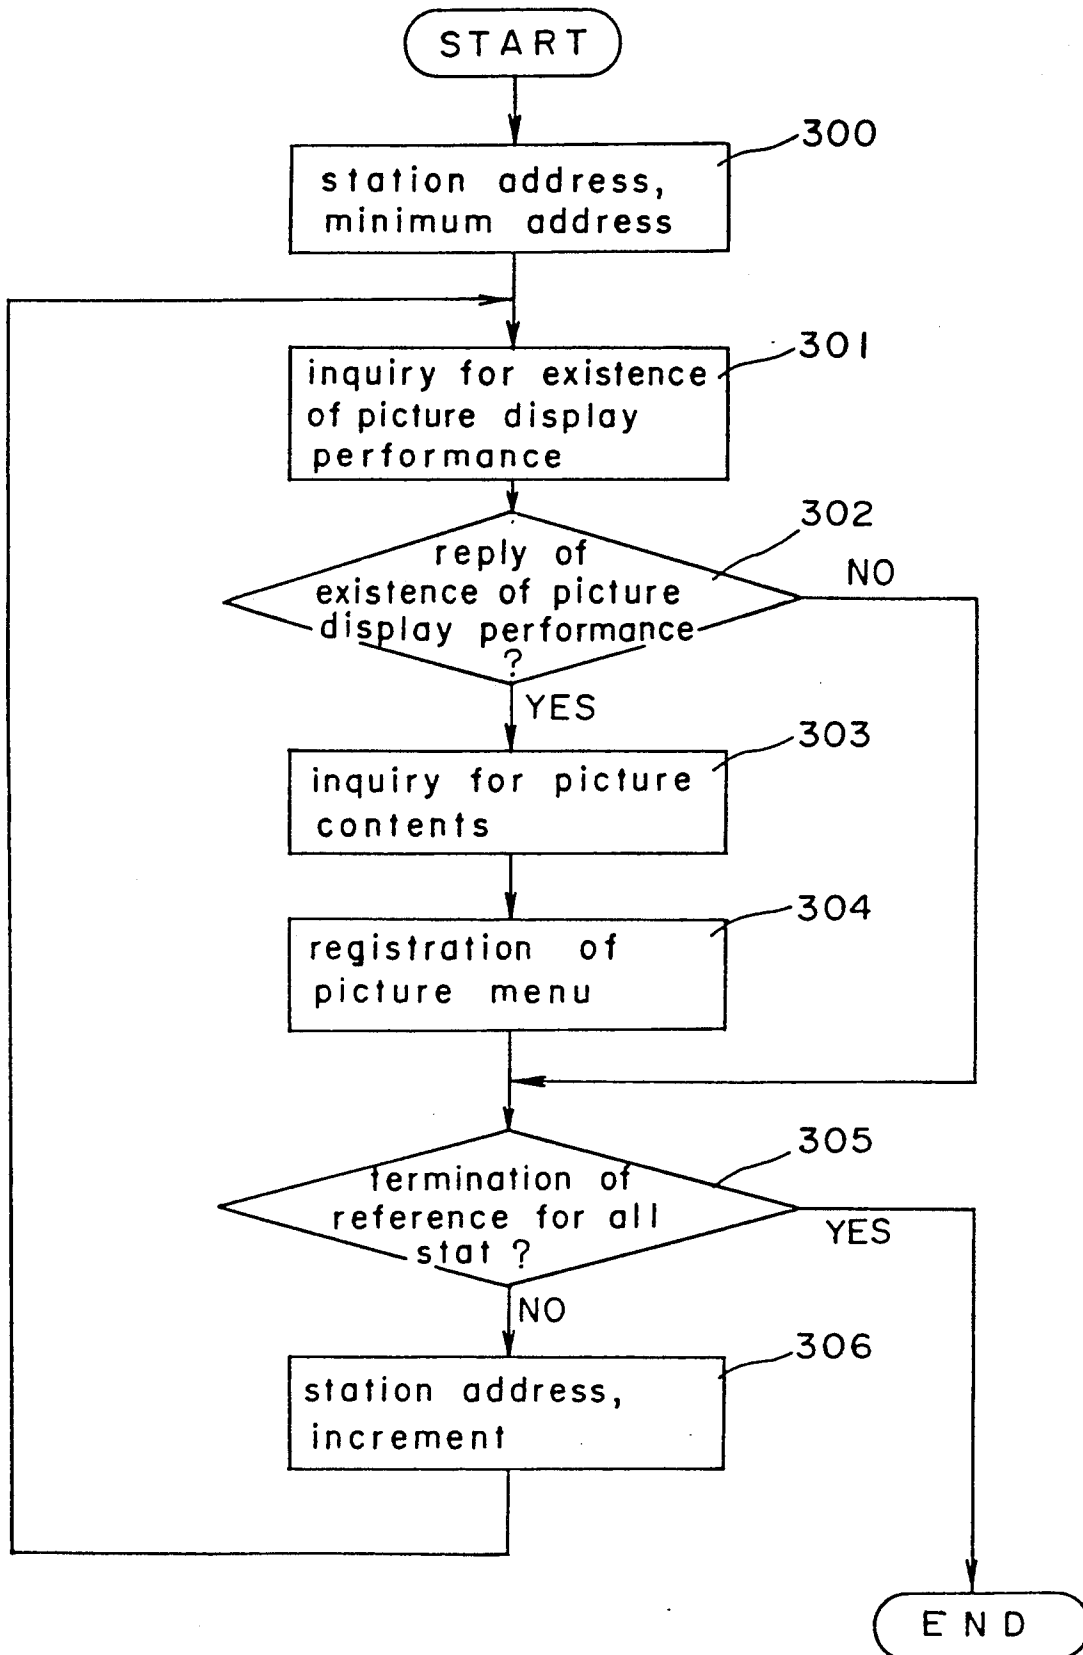 START
300
station address,
minimum address
301
inquiry for existence
of picture display
performance
302
reply of
existence of picture
display performance
?
NO
YES
303
inquiry for picture
contents
304
registration of
picture menu
305
termination of
reference for all
stat ?
YES
NO
306
station address,
increment
END